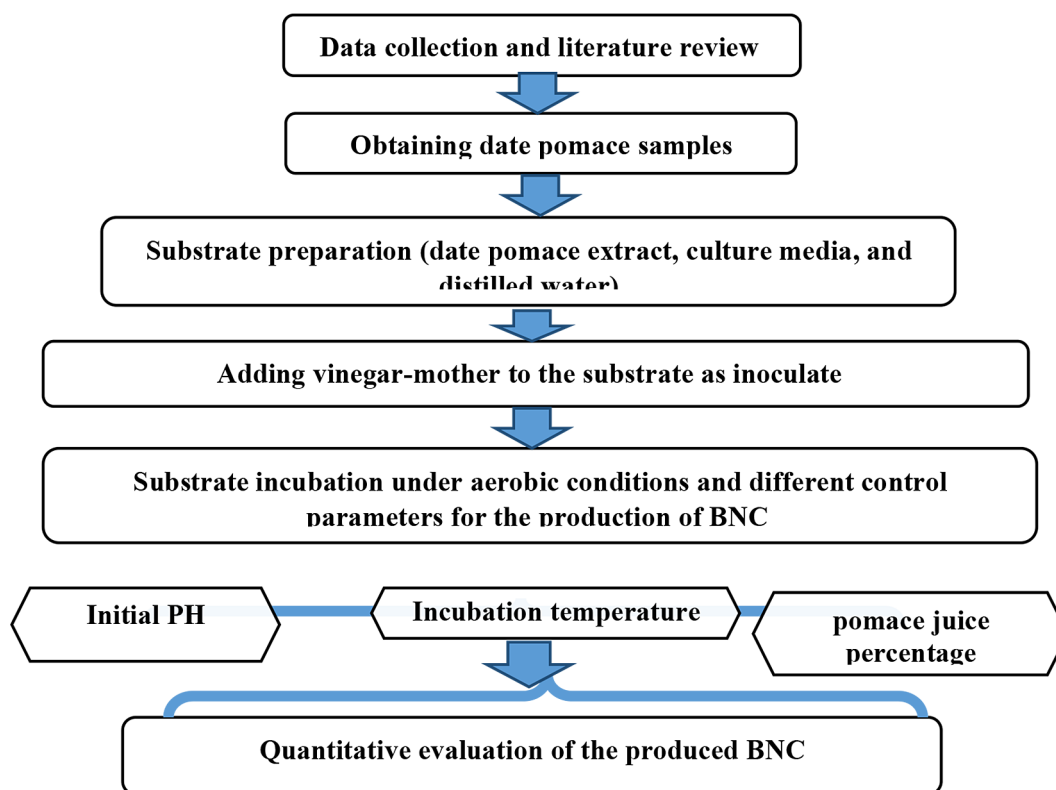 Data collection and literature review
Obtaining date pomace samples
Substrate preparation (date pomace extract, culture media, and
distilled water)
Adding vinegar-mother to the substrate as inoculate
Substrate incubation under aerobic conditions and different control
parameters for the production of BNC
Initial PH
Incubation temperature
pomace juice
percentage
Quantitative evaluation of the produced BNC